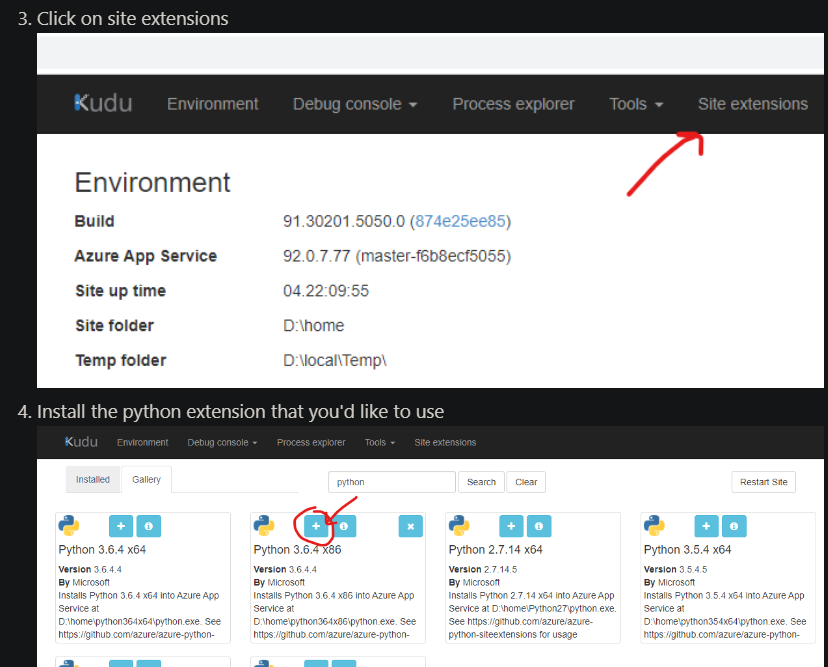 3. Click on site extensions
Kudu Environment Debug console Process explorer Tools Site extensions
Environment
Build 91.30201.5050.0 (874e25ee85)
Azure App Service 92.0.7.77 (master-f6b8ecf5055)
Site up time 04.22:09:55
Site folder D:\home
Temp folder D:\local\Temp\
4. Install the python extension that you'd like to use
Kudu Environment Debug console Process explorer Tools Site extensions
Installed Gallery python Search Clear Restart Site
Python 3.6.4 x64
Version 3.6.4.4
By Microsoft
Installs Python 3.6.4 x64 into Azure App
Service at
D:\home\python364x64\python.exe. See
https://github.com/azure/azure-python-
Python 3.6.4 x86
Version 3.6.4.4
By Microsoft
Installs Python 3.6.4 x86 into Azure App
Service at
D:\home\python364x86\python.exe. See
https://github.com/azure/azure-python-
Python 2.7.14 x64
Version 2.7.14.5
By Microsoft
Installs Python 2.7.14 x64 into Azure App
Service at D:\home\Python27\python.exe.
See https://github.com/azure/azure-
python-siteextensions for usage
Python 3.5.4 x64
Version 3.5.4.5
By Microsoft
Installs Python 3.5.4 x64 into Azure App
Service at
D:\home\python354x64\python.exe. See
https://github.com/azure/azure-python-